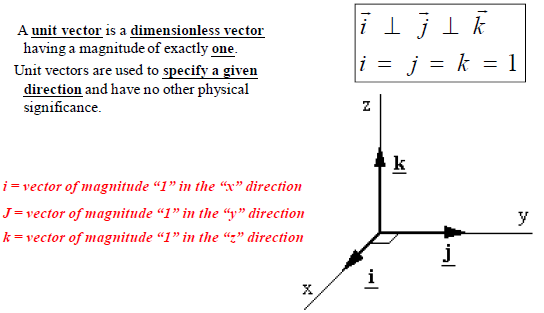 A unit vector is a dimensionless vector
having a magnitude of exactly one.
Unit vectors are used to specify a given
direction and have no other physical
significance.
i⃗ ⊥ j⃗ ⊥ k⃗
i = j = k = 1
i = vector of magnitude “1” in the “x” direction
J = vector of magnitude “1” in the “y” direction
k = vector of magnitude “1” in the “z” direction
z
k
y
j
i
x